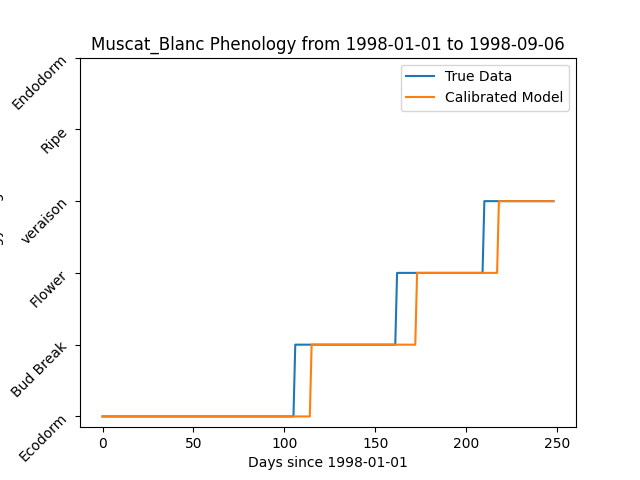 Muscat_Blanc Phenology from 1998-01-01 to 1998-09-06
True Data
Calibrated Model
Endodorm
Ripe
veraison
Flower
Bud Break
Ecodorm
0 50 100 150 200 250
Days since 1998-01-01